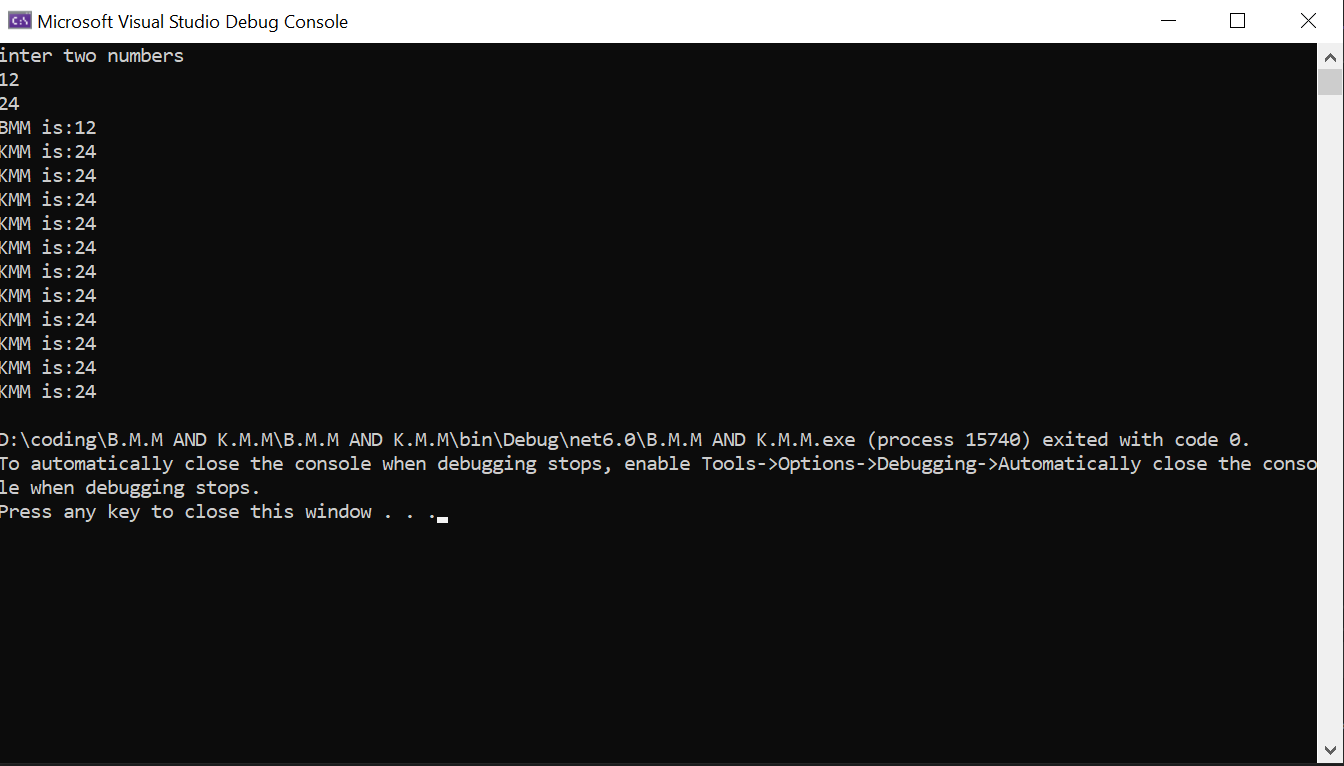 Microsoft Visual Studio Debug Console
inter two numbers
12
24
BMM is:12
KMM is:24
KMM is:24
KMM is:24
KMM is:24
KMM is:24
KMM is:24
KMM is:24
KMM is:24
KMM is:24
KMM is:24
KMM is:24
D:\coding\B.M.M AND K.M.M\B.M.M AND K.M.M\bin\Debug\net6.0\B.M.M AND K.M.M.exe (process 15740) exited with code 0.
To automatically close the console when debugging stops, enable Tools->Options->Debugging->Automatically close the conso
le when debugging stops.
Press any key to close this window . . .